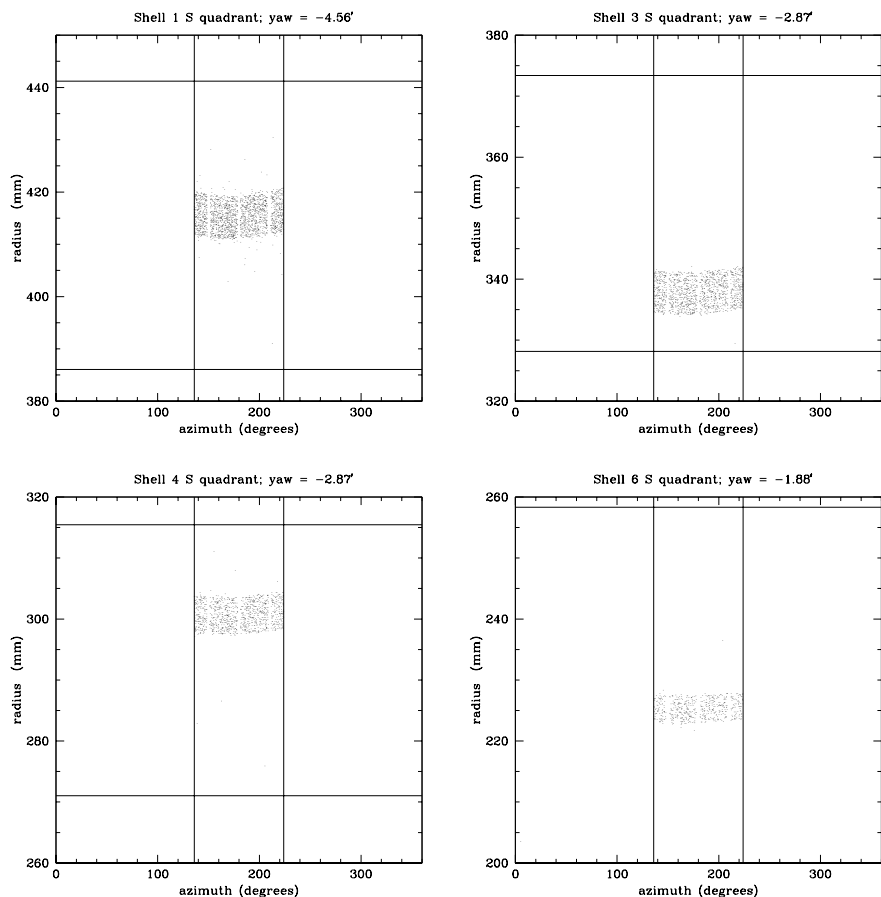 Shell 1 S quadrant; yaw = −4.56′
440
420
400
380
radius (mm)
0 100 200 300
azimuth (degrees)
Shell 3 S quadrant; yaw = −2.87′
380
360
340
320
radius (mm)
0 100 200 300
azimuth (degrees)
Shell 4 S quadrant; yaw = −2.87′
320
300
280
260
radius (mm)
0 100 200 300
azimuth (degrees)
Shell 6 S quadrant; yaw = −1.88′
260
240
220
200
radius (mm)
0 100 200 300
azimuth (degrees)